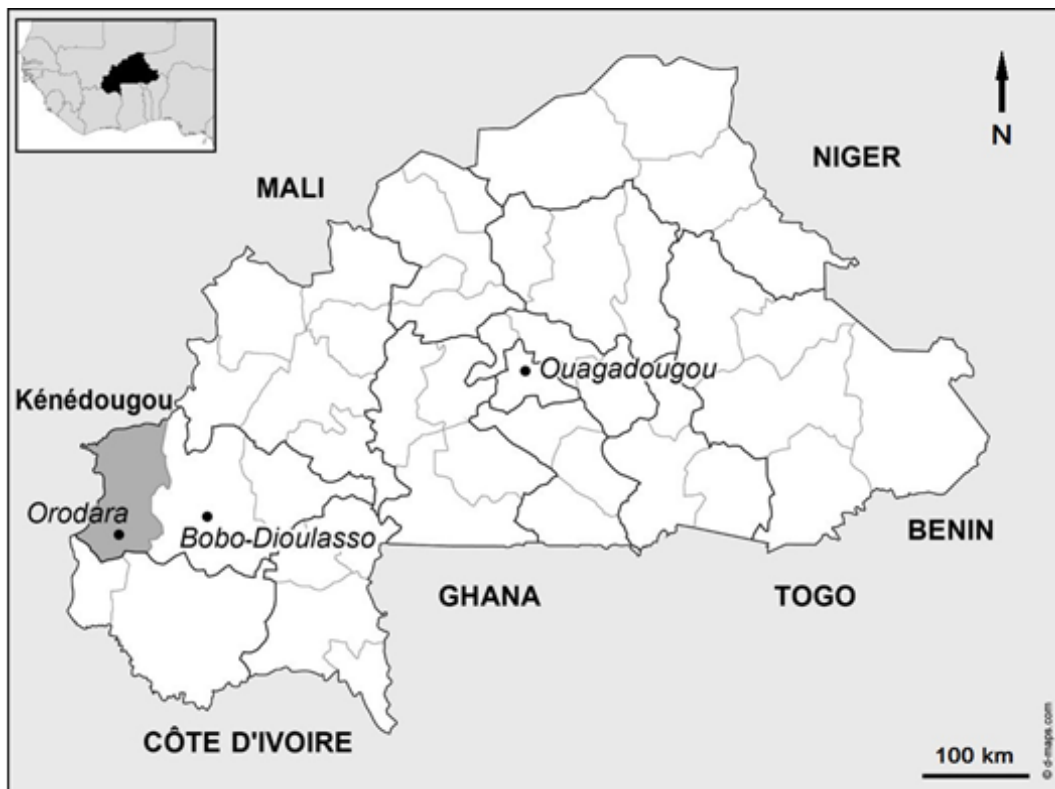 N
NIGER
MALI
Ouagadougou
Kénédougou
Orodara
Bobo-Dioulasso
BENIN
GHANA
TOGO
CÔTE D'IVOIRE
100 km
© d-maps.com